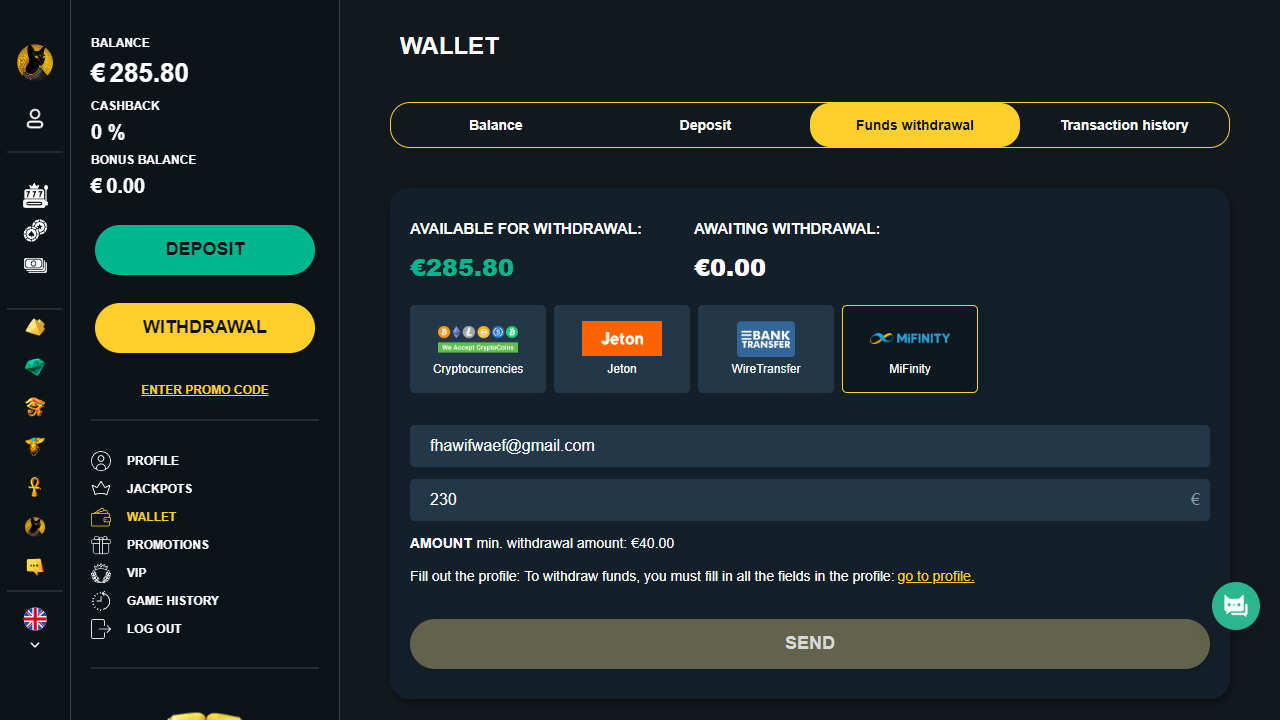 BALANCE
€ 285.80
CASHBACK
0 %
BONUS BALANCE
€ 0.00
DEPOSIT
WITHDRAWAL
ENTER PROMO CODE
PROFILE
JACKPOTS
WALLET
PROMOTIONS
VIP
GAME HISTORY
LOG OUT
WALLET
Balance Deposit Funds withdrawal Transaction history
AVAILABLE FOR WITHDRAWAL: AWAITING WITHDRAWAL:
€285.80 €0.00
We Accept CryptoCoins
Cryptocurrencies
Jeton
Jeton
BANK
TRANSFER
WireTransfer
MiFINITY
MiFinity
fhawifwaef@gmail.com
230 €
AMOUNT min. withdrawal amount: €40.00
Fill out the profile: To withdraw funds, you must fill in all the fields in the profile: go to profile.
SEND